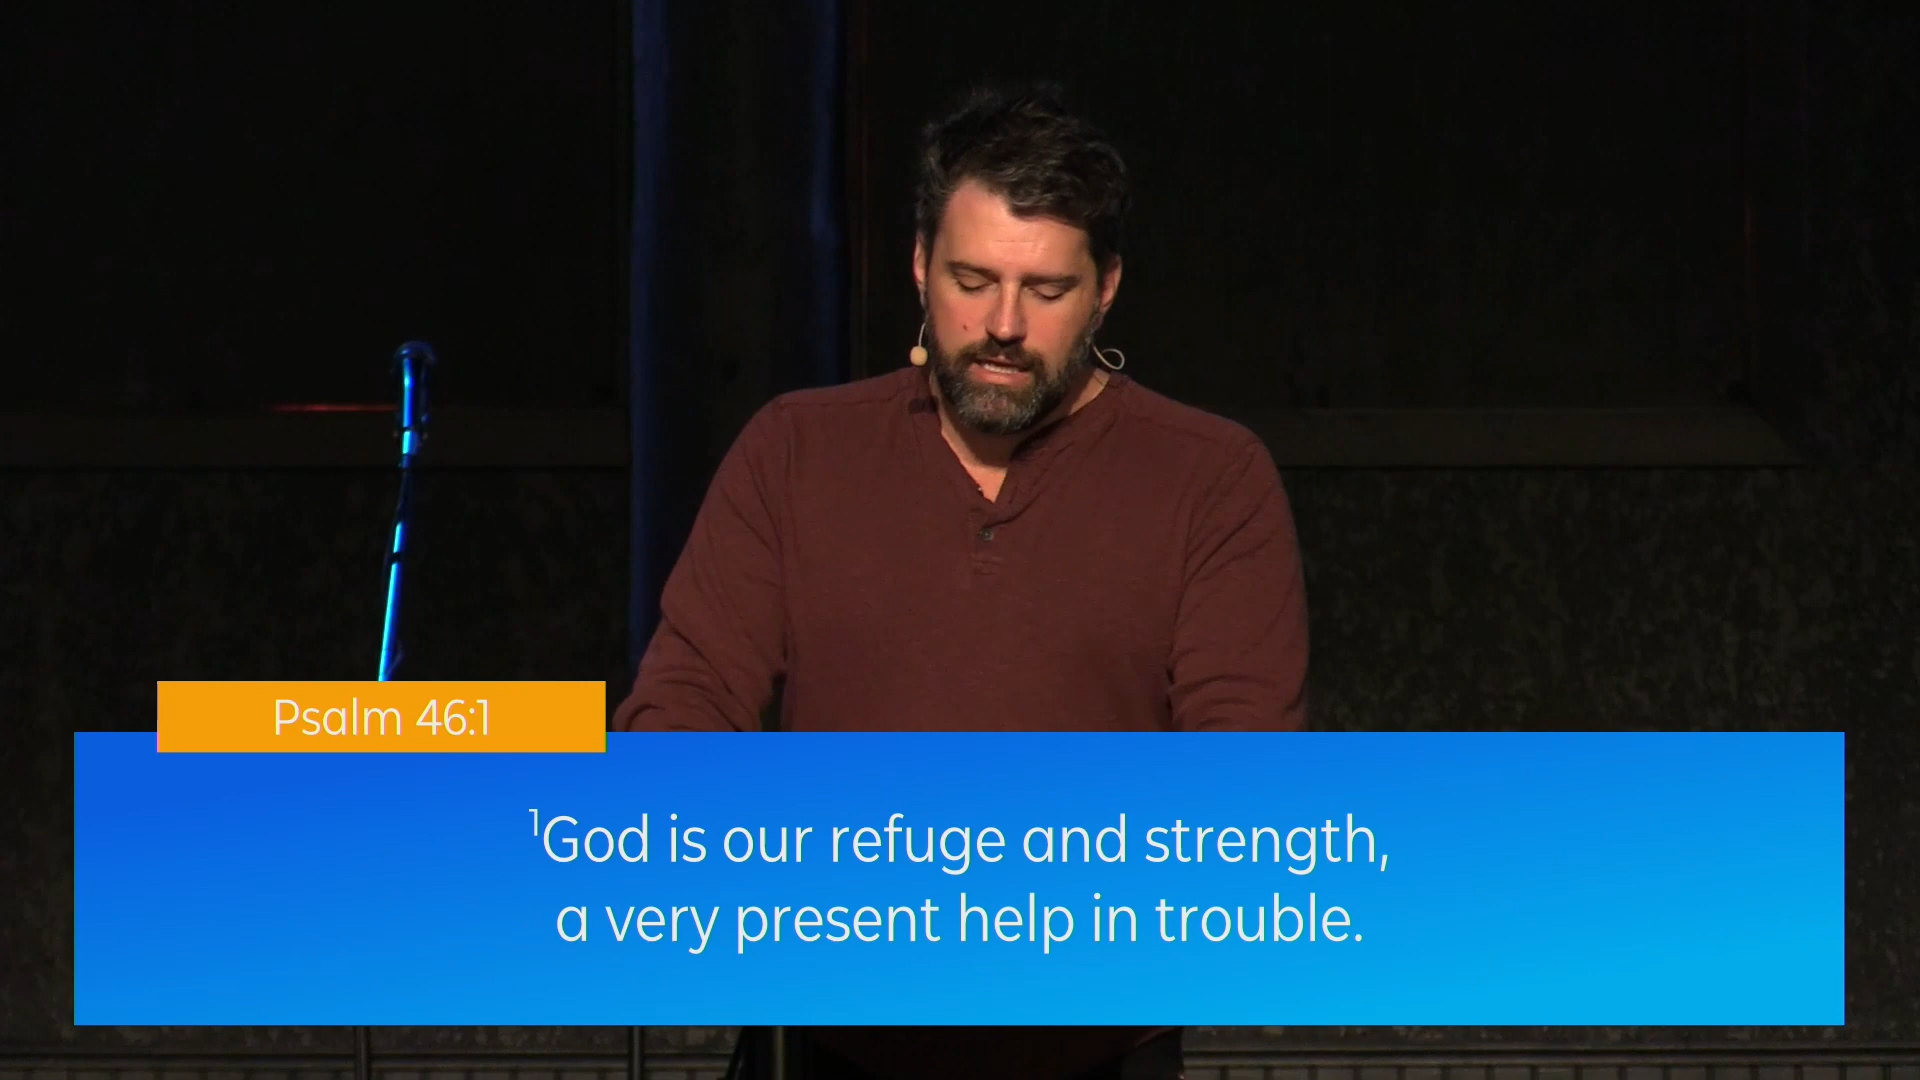 Psalm 46:1
¹God is our refuge and strength,
a very present help in trouble.